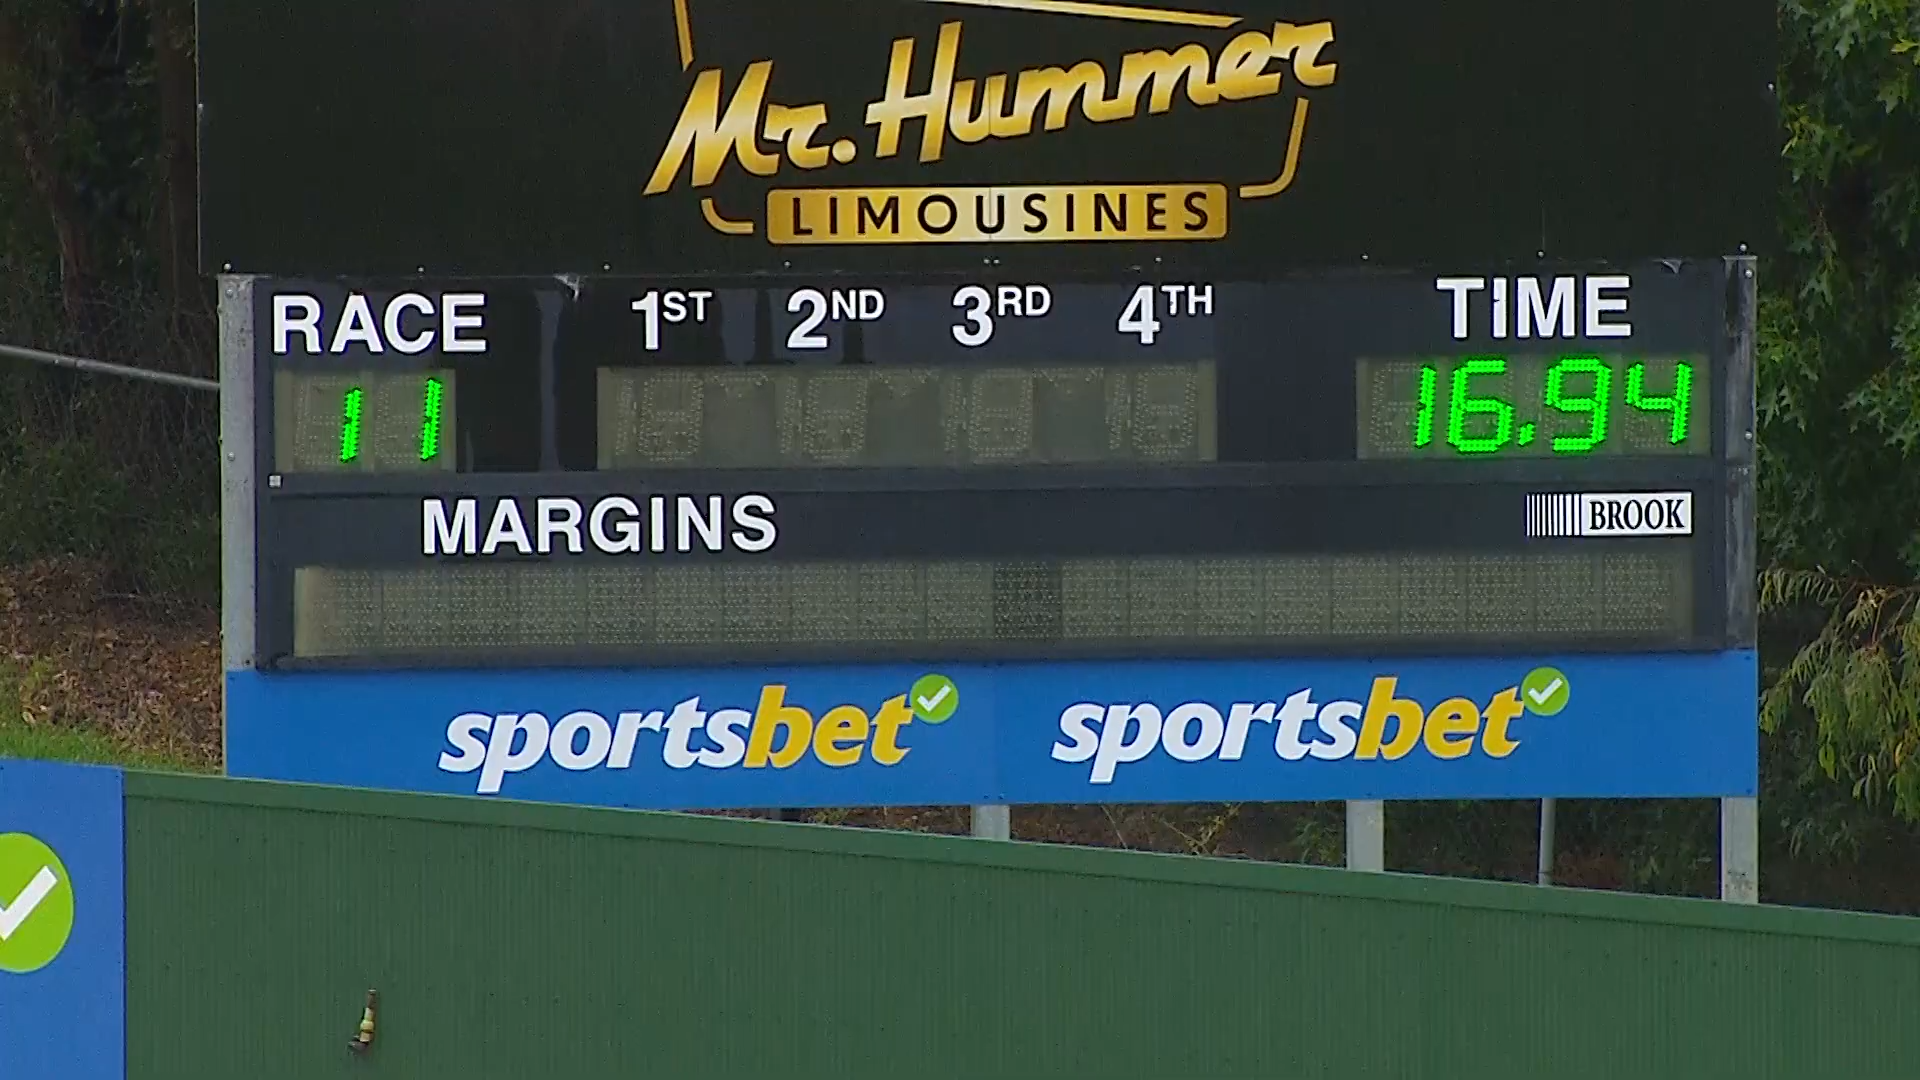 Mr. Hummer
LIMOUSINES
RACE 1ST 2ND 3RD 4TH TIME
11 16.94
MARGINS BROOK
sportsbet sportsbet